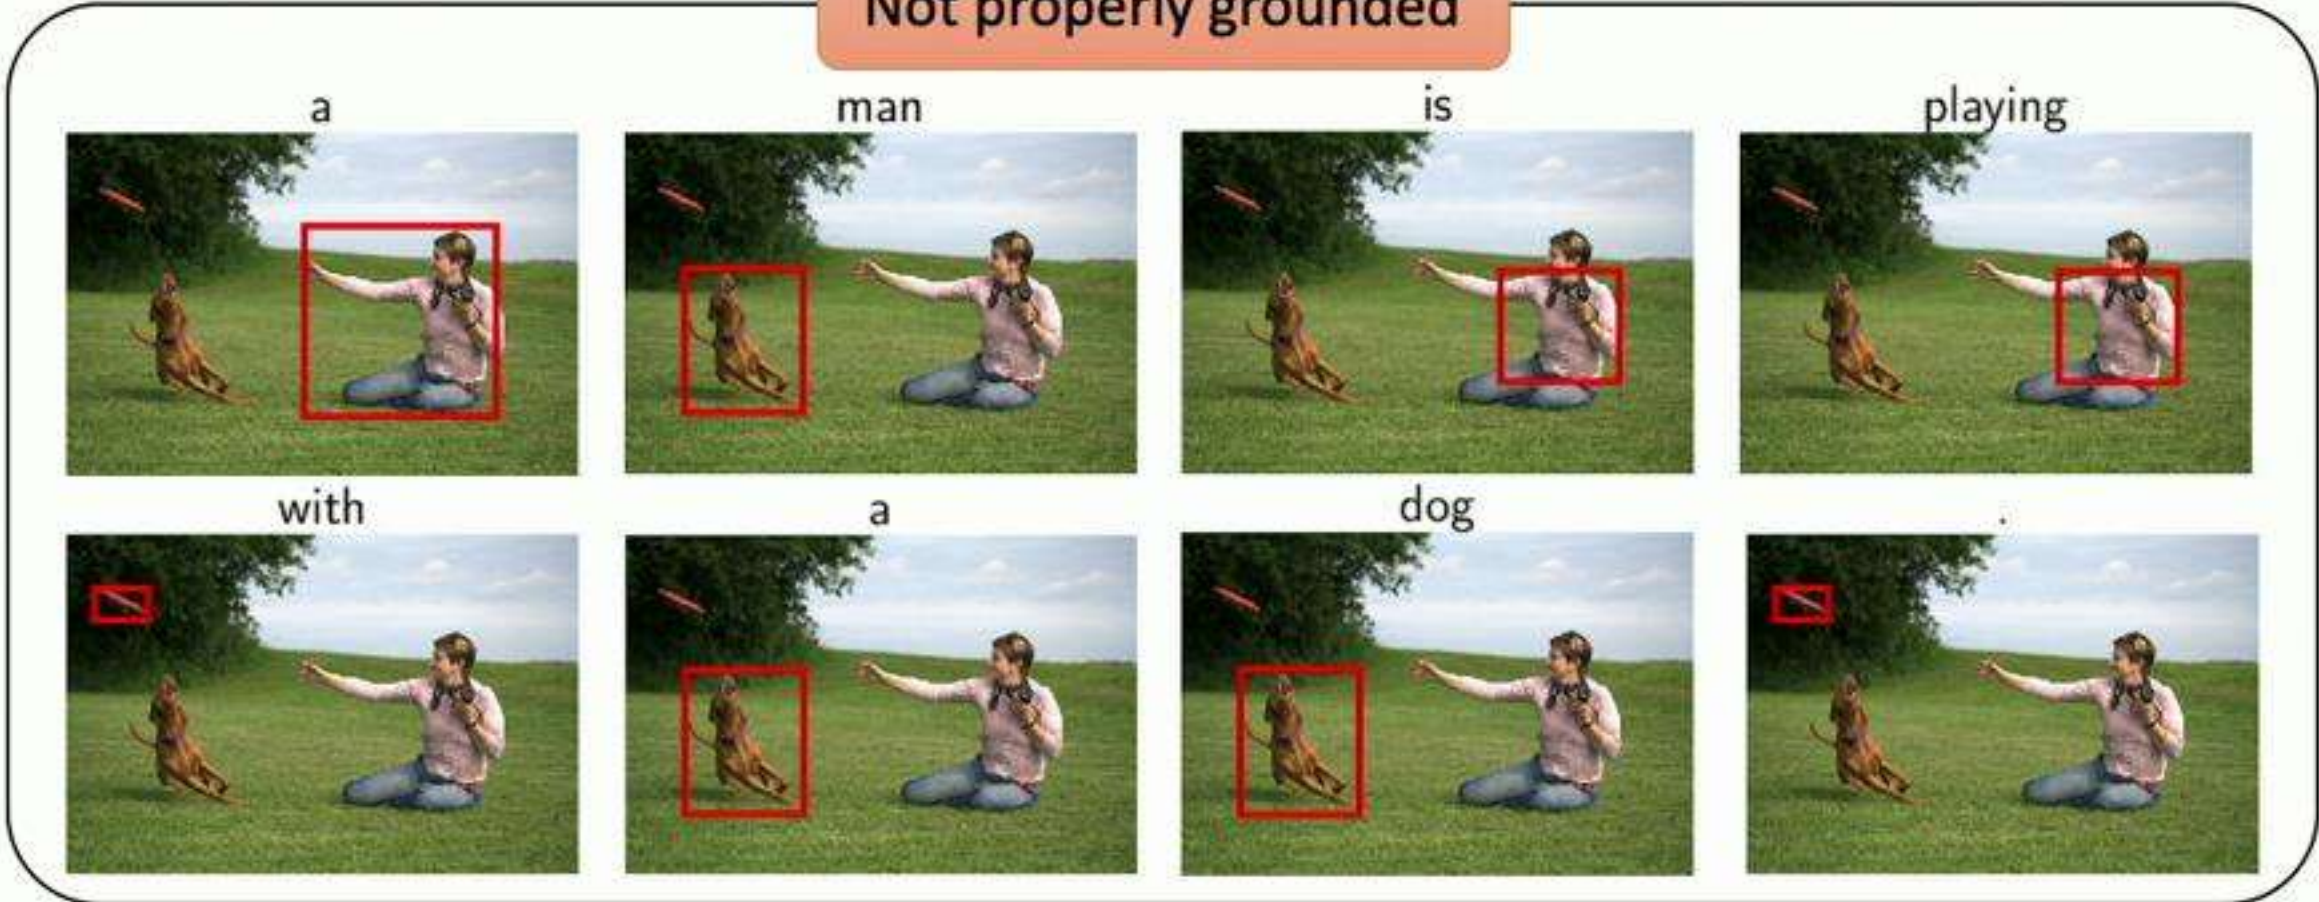 Not properly grounded
a man is playing
with a dog .